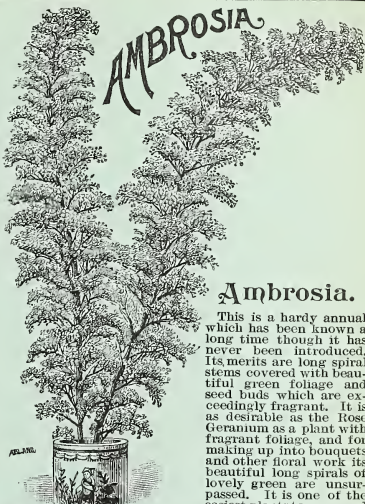 AMBROSIA
Ambrosia.
This is a hardy annual
which has been known a
long time though it has
never been introduced.
Its merits are long spiral
stems covered with beau-
tiful green foliage and
seed buds which are ex-
ceedingly fragrant. It is
as desirable as the Rose
Geranium as a plant with
fragrant foliage, and for
making up into bouquets
and other floral work its
beautiful long spirals of
lovely green are unsur-
passed. It is one of the
A.BLANC.